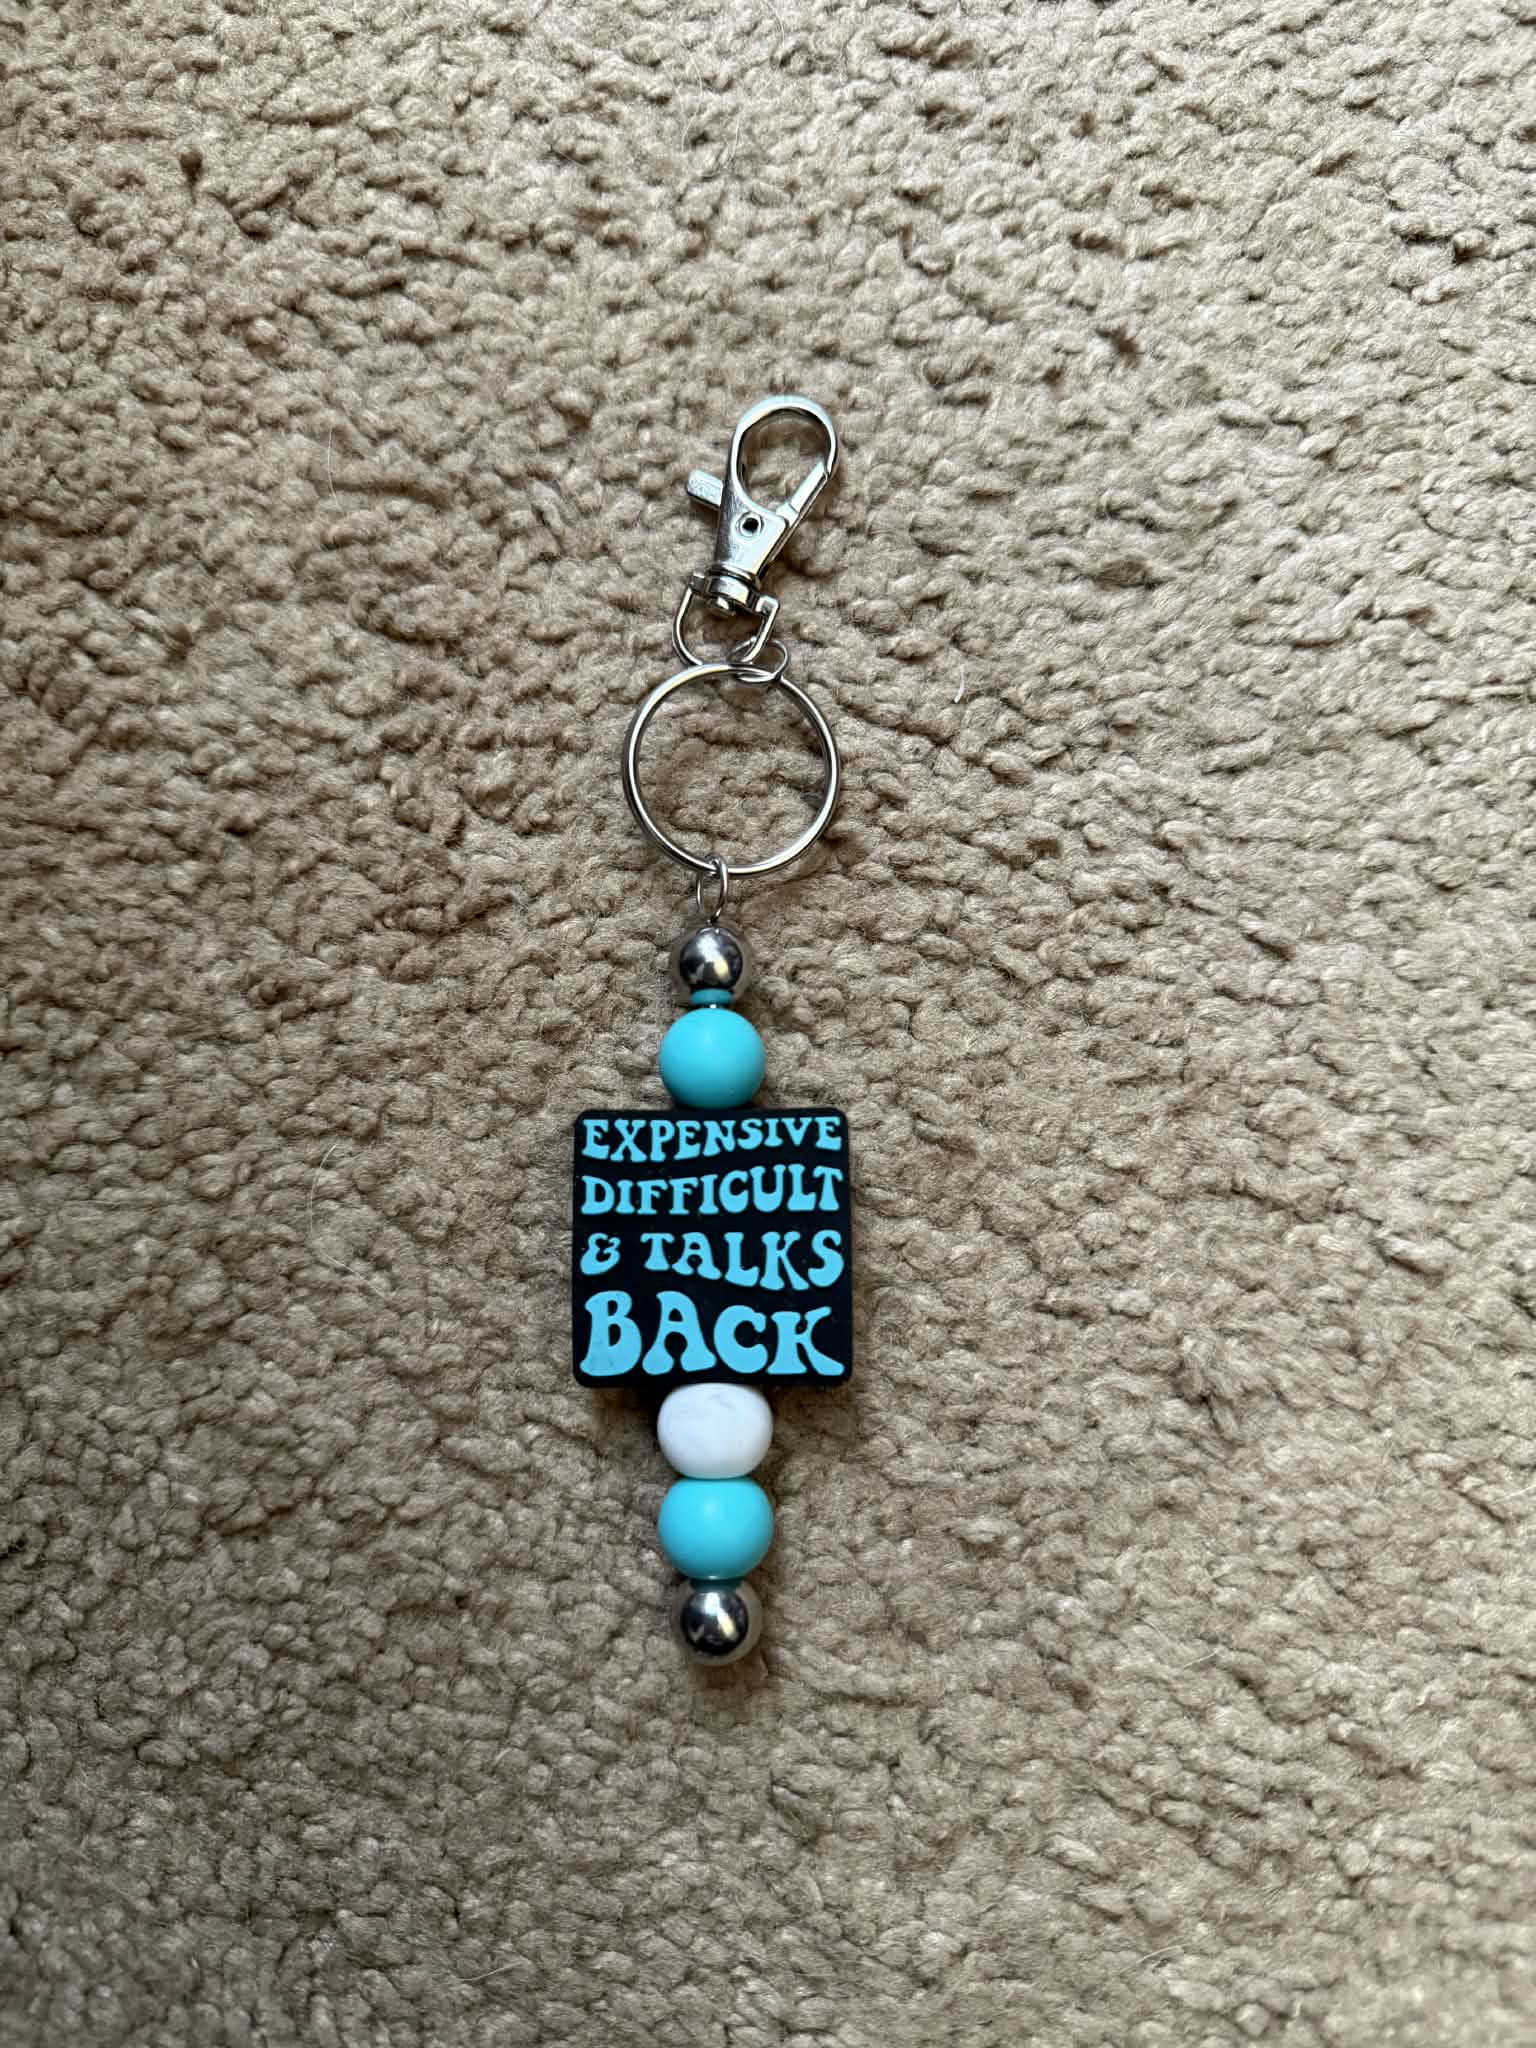 EXPENSIVE
DIFFICULT
& TALKS
BACK